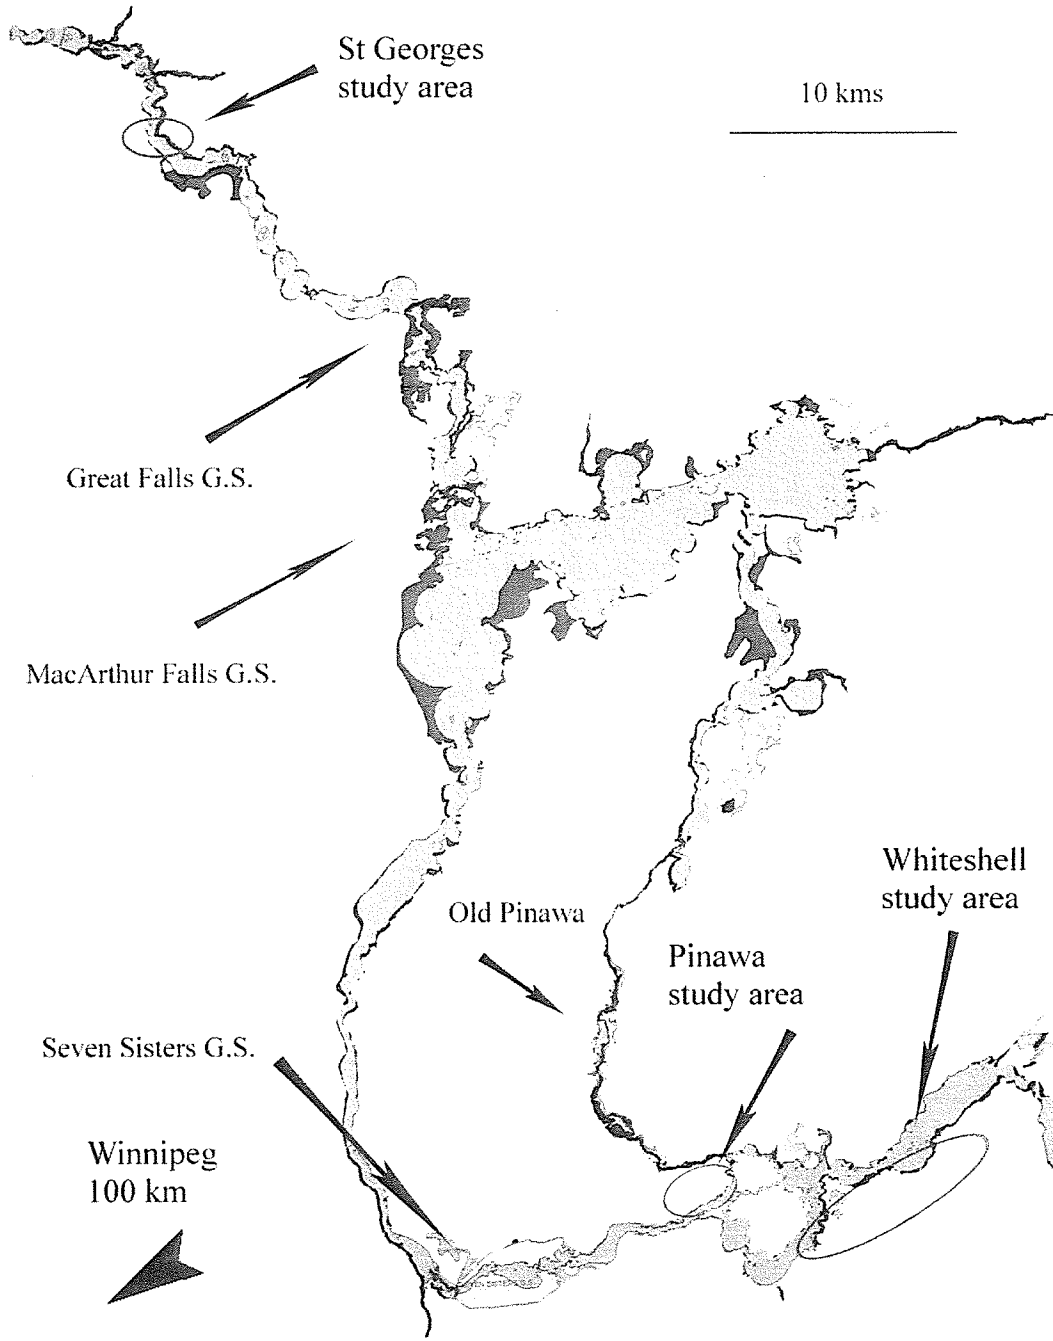 St Georges
study area
10 kms
Great Falls G.S.
MacArthur Falls G.S.
Whiteshell
study area
Old Pinawa
Pinawa
study area
Seven Sisters G.S.
Winnipeg
100 km